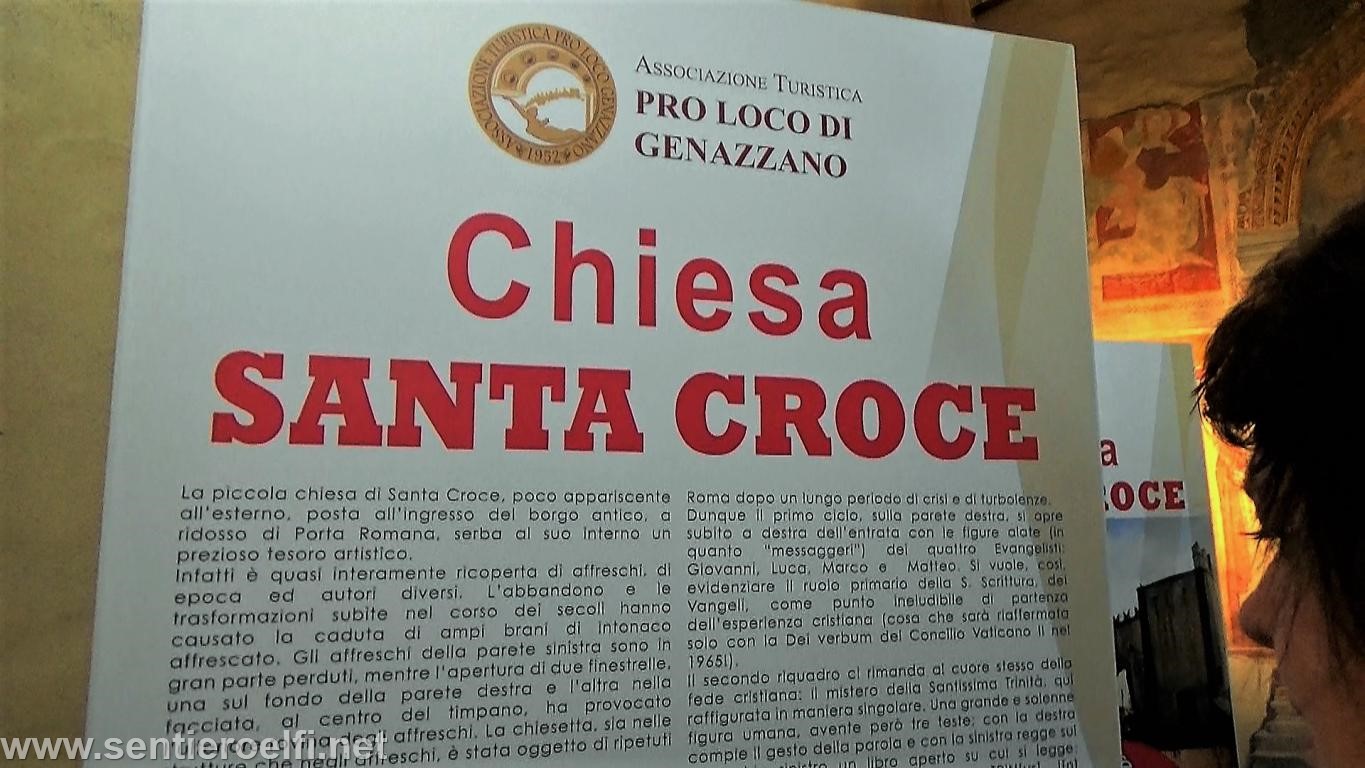 ASSOCIAZIONE TURISTICA PRO LOCO GENAZZANO
1952
ASSOCIAZIONE TURISTICA
PRO LOCO DI
GENAZZANO
Chiesa
SANTA CROCE
La piccola chiesa di Santa Croce, poco appariscente
all'esterno, posta all'ingresso del borgo antico, a
ridosso di Porta Romana, serba al suo interno un
prezioso tesoro artistico.
Infatti è quasi interamente ricoperta di affreschi, di
epoca ed autori diversi. L'abbandono e le
trasformazioni subite nel corso dei secoli hanno
causato la caduta di ampi brani di intonaco
affrescato. Gli affreschi della parete sinistra sono in
gran parte perduti, mentre l'apertura di due finestrelle,
una sul fondo della parete destra e l'altra nella
facciata, al centro del timpano, ha provocato
degli affreschi. La chiesetta, sia nelle
strutture che negli affreschi, è stata oggetto di ripetuti
Roma dopo un lungo periodo di crisi e di turbolenze.
Dunque il primo ciclo, sulla parete destra, si apre
subito a destra dell'entrata con le figure alate (in
quanto "messaggeri") dei quattro Evangelisti:
Giovanni, Luca, Marco e Matteo. Si vuole, così,
evidenziare il ruolo primario della S. Scrittura, dei
Vangeli, come punto ineludibile di partenza
dell'esperienza cristiana (cosa che sarà riaffermata
solo con la Dei verbum del Concilio Vaticano II nel
1965!).
Il secondo riquadro ci rimanda al cuore stesso della
fede cristiana: il mistero della Santissima Trinità, qui
raffigurata in maniera singolare. Una grande e solenne
figura umana, avente però tre teste; con la destra
compie il gesto della parola e con la sinistra regge sul
sinistro un libro aperto su cui si legge:
a
ROCE
www.sentieroelfi.net